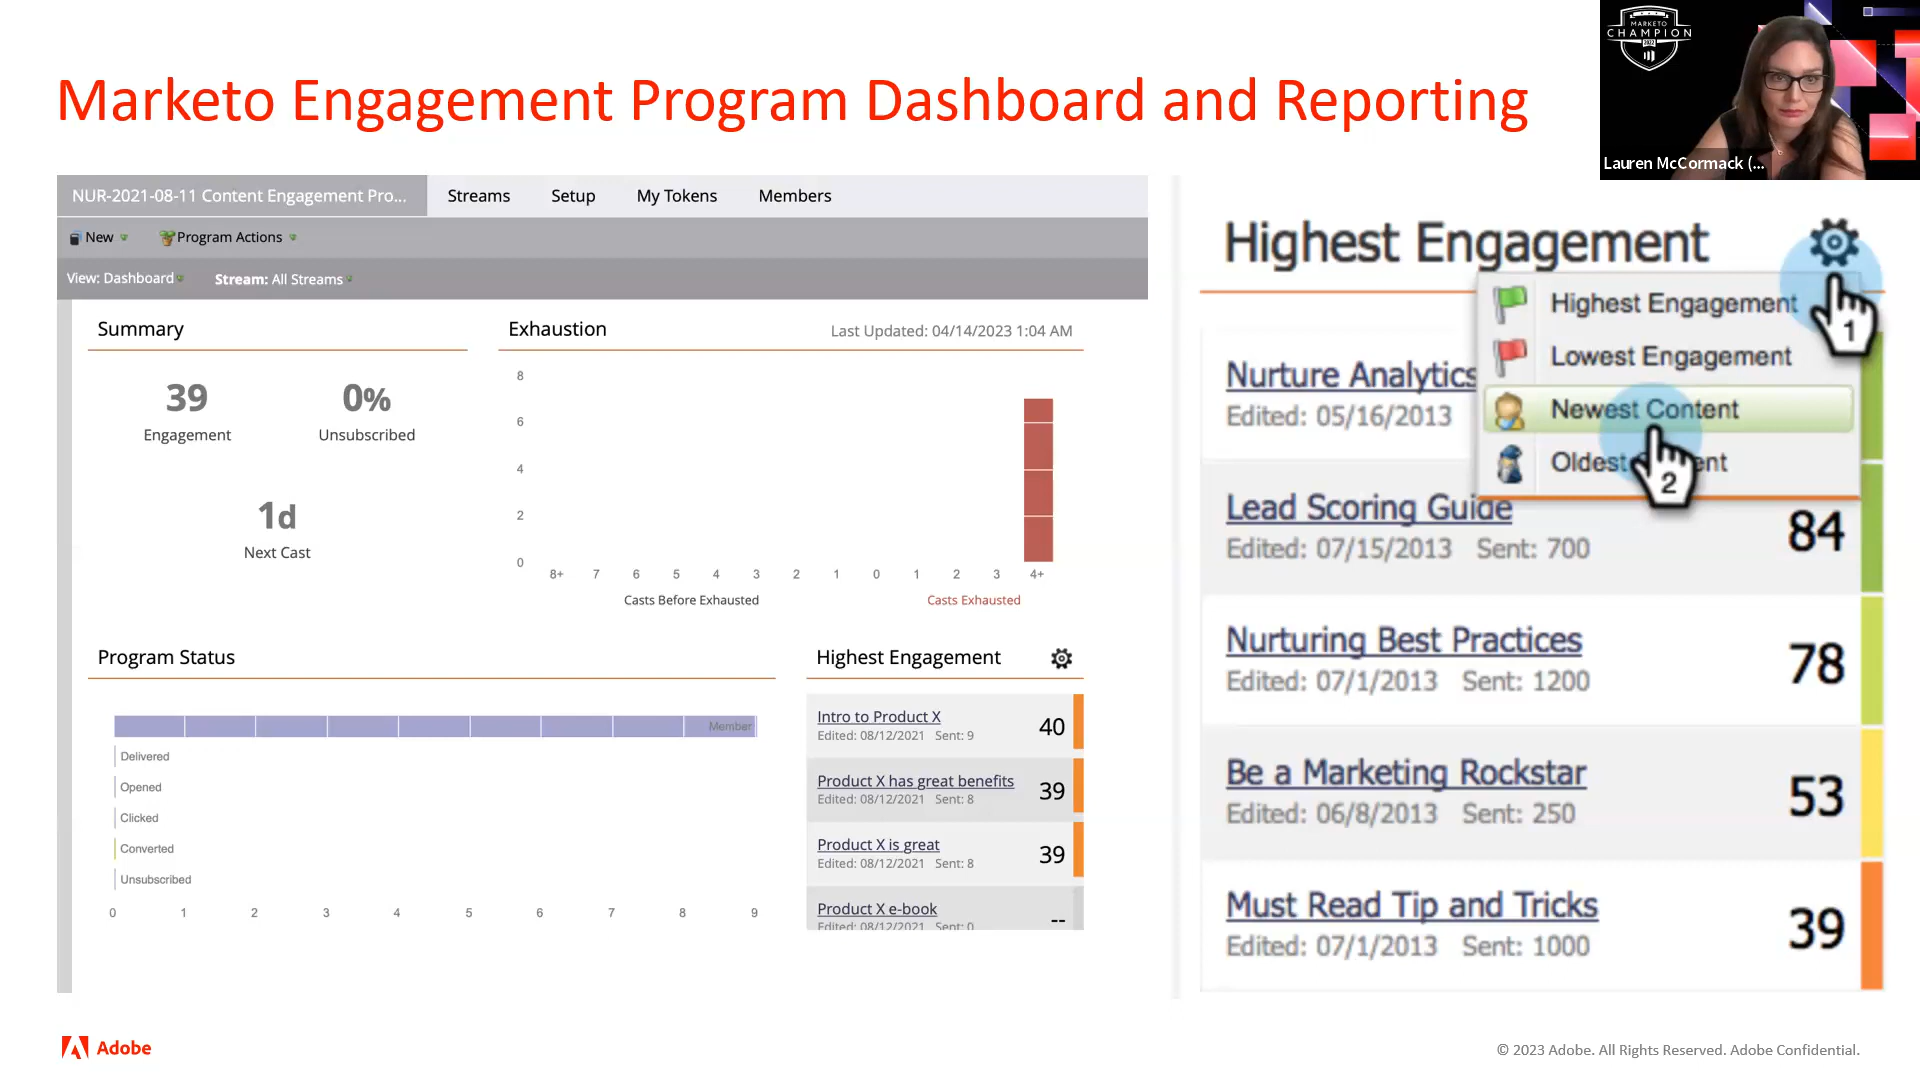 Marketo Engagement Program Dashboard and Reporting
MARKETO
CHAMPION
Lauren McCormack (...
NUR-2021-08-11 Content Engagement Pro...
Streams
Setup
My Tokens
Members
New
Program Actions
View: Dashboard
Stream: All Streams
Summary
39
Engagement
0%
Unsubscribed
1d
Next Cast
Exhaustion
Last Updated: 04/14/2023 1:04 AM
8
6
4
2
0
8+ 7 6 5 4 3 2 1 0 1 2 3 4+
Casts Before Exhausted
Casts Exhausted
Program Status
Member
Delivered
Opened
Clicked
Converted
Unsubscribed
0 1 2 3 4 5 6 7 8 9
Highest Engagement
Intro to Product X
Edited: 08/12/2021 Sent: 9
40
Product X has great benefits
Edited: 08/12/2021 Sent: 8
39
Product X is great
Edited: 08/12/2021 Sent: 8
39
Product X e-book
Edited: 08/12/2021 Sent: 0
--
Highest Engagement
Highest Engagement
1
Lowest Engagement
Newest Content
2
Nurture Analytics
Edited: 05/16/2013
Oldest
Lead Scoring Guide
Edited: 07/15/2013 Sent: 700
84
Nurturing Best Practices
Edited: 07/1/2013 Sent: 1200
78
Be a Marketing Rockstar
Edited: 06/8/2013 Sent: 250
53
Must Read Tip and Tricks
Edited: 07/1/2013 Sent: 1000
39
Adobe
© 2023 Adobe. All Rights Reserved. Adobe Confidential.